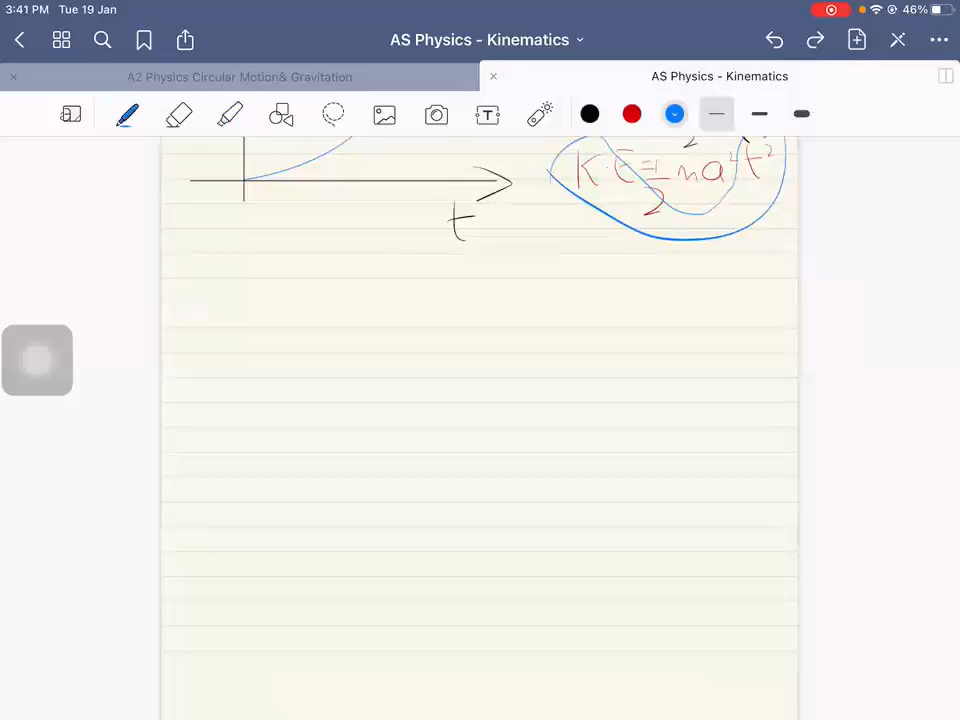 3:41 PM Tue 19 Jan 46%
AS Physics - Kinematics
A2 Physics Circular Motion& Gravitation
AS Physics - Kinematics
T
2
K·E = 1/2 ma²t²
t